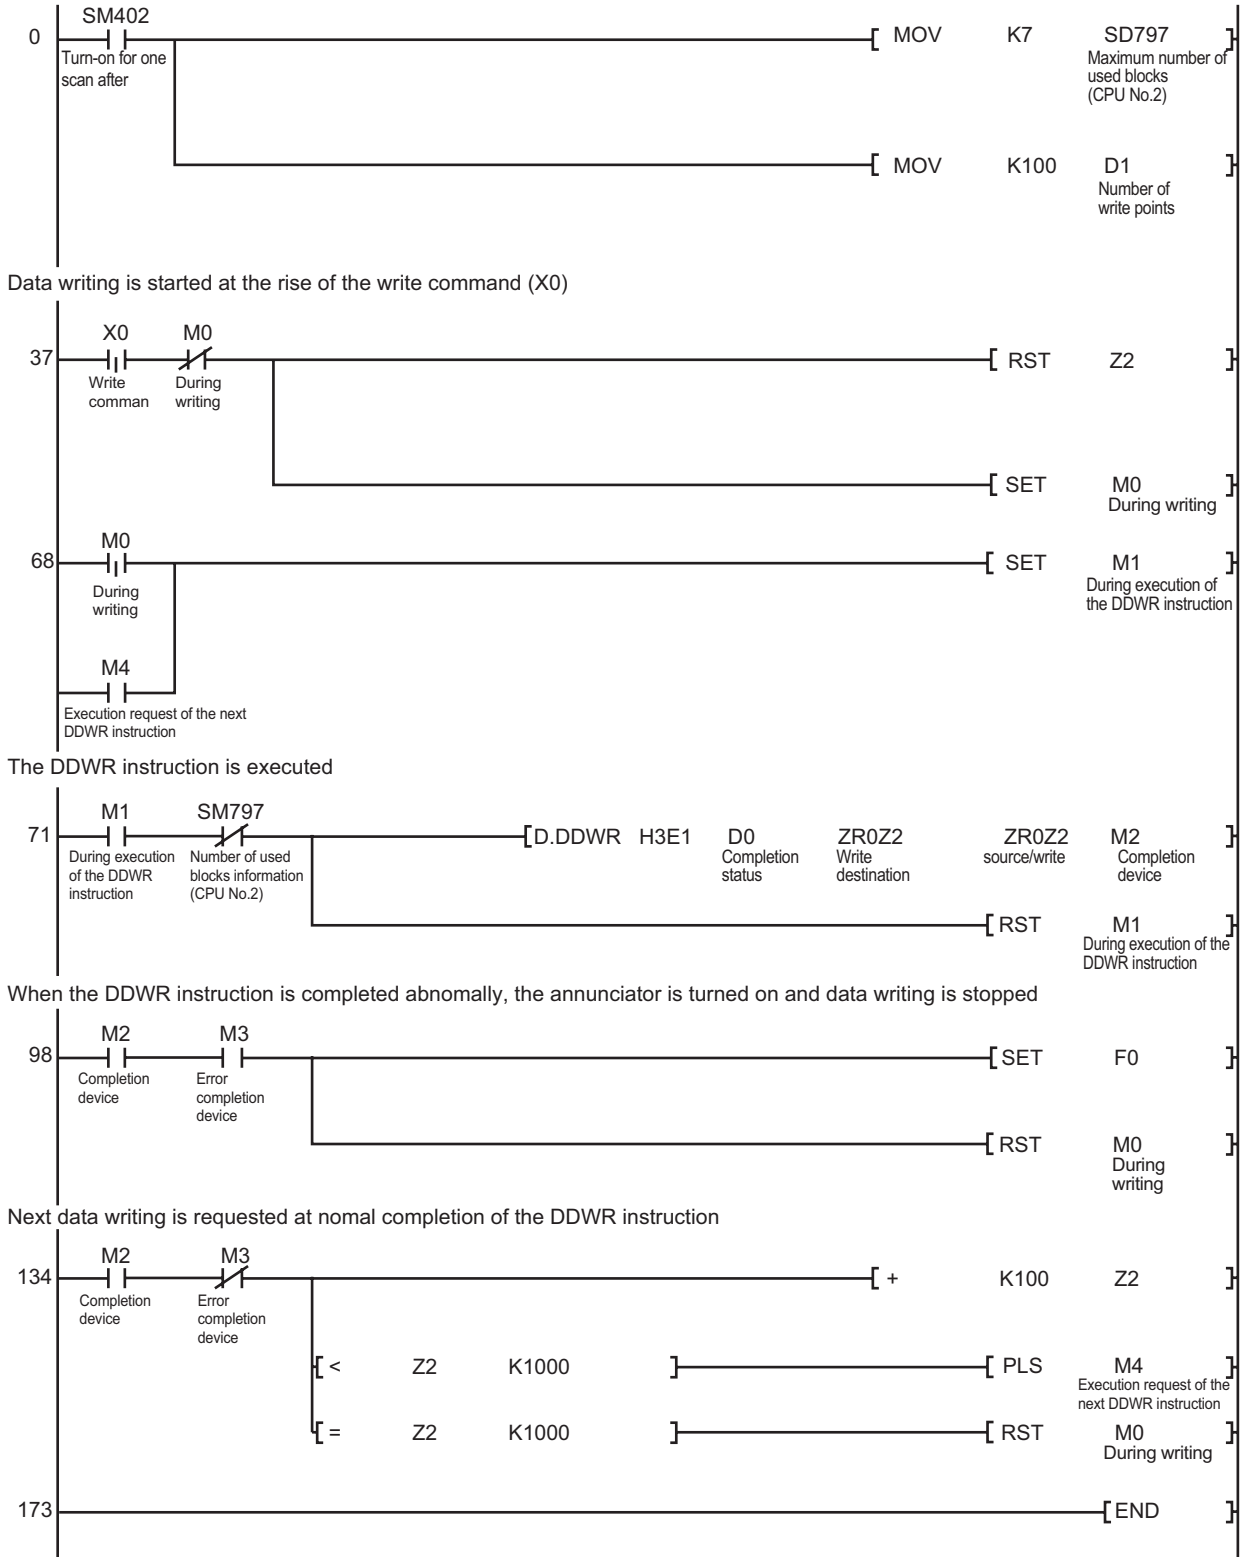 SM402
0 [ MOV K7 SD797 ]
Turn-on for one
scan after
Maximum number of
used blocks
(CPU No.2)
[ MOV K100 D1 ]
Number of
write points
Data writing is started at the rise of the write command (X0)
X0 M0
37 [ RST Z2 ]
Write
comman
During
writing
[ SET M0 ]
During writing
M0
68 [ SET M1 ]
During
writing
During execution of
the DDWR instruction
M4
Execution request of the next
DDWR instruction
The DDWR instruction is executed
M1 SM797
71 [ D.DDWR H3E1 D0 ZR0Z2 ZR0Z2 M2 ]
During execution
of the DDWR
instruction
Number of used
blocks information
(CPU No.2)
Completion
status
Write
destination
source/write
Completion
device
[ RST M1 ]
During execution of the
DDWR instruction
When the DDWR instruction is completed abnomally, the annunciator is turned on and data writing is stopped
M2 M3
98 [ SET F0 ]
Completion
device
Error
completion
device
[ RST M0 ]
During
writing
Next data writing is requested at nomal completion of the DDWR instruction
M2 M3
134 [ + K100 Z2 ]
Completion
device
Error
completion
device
[ < Z2 K1000 ] [ PLS M4 ]
Execution request of the
next DDWR instruction
[ = Z2 K1000 ] [ RST M0 ]
During writing
173 [ END ]